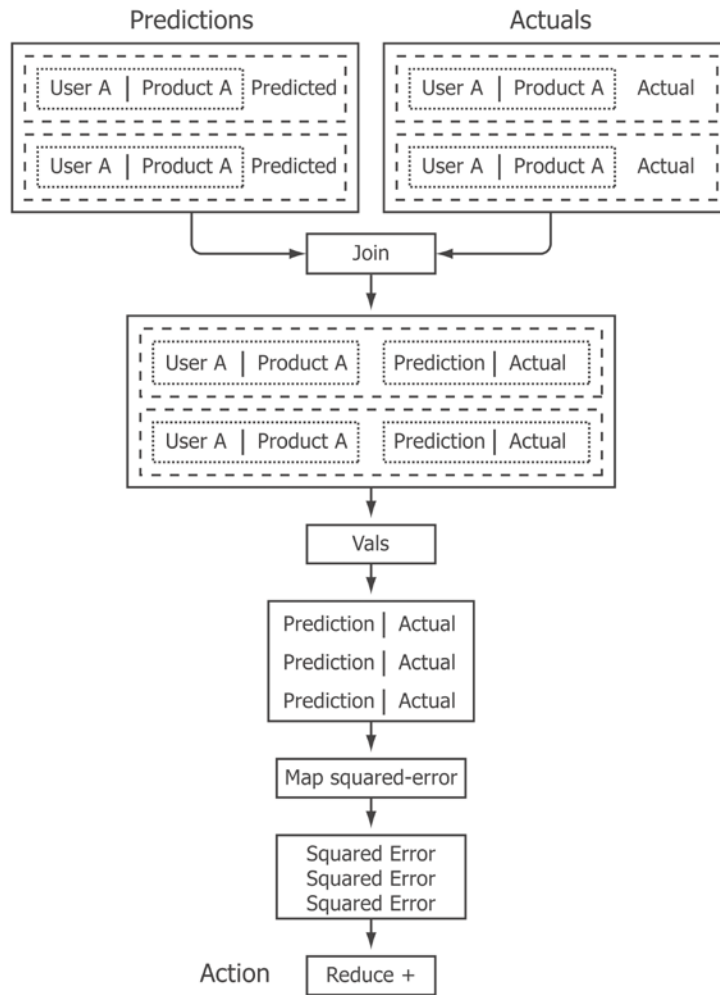 Predictions
Actuals
User A | Product A Predicted
User A | Product A Predicted
User A | Product A Actual
User A | Product A Actual
Join
User A | Product A Prediction | Actual
User A | Product A Prediction | Actual
Vals
Prediction | Actual
Prediction | Actual
Prediction | Actual
Map squared-error
Squared Error
Squared Error
Squared Error
Action
Reduce +